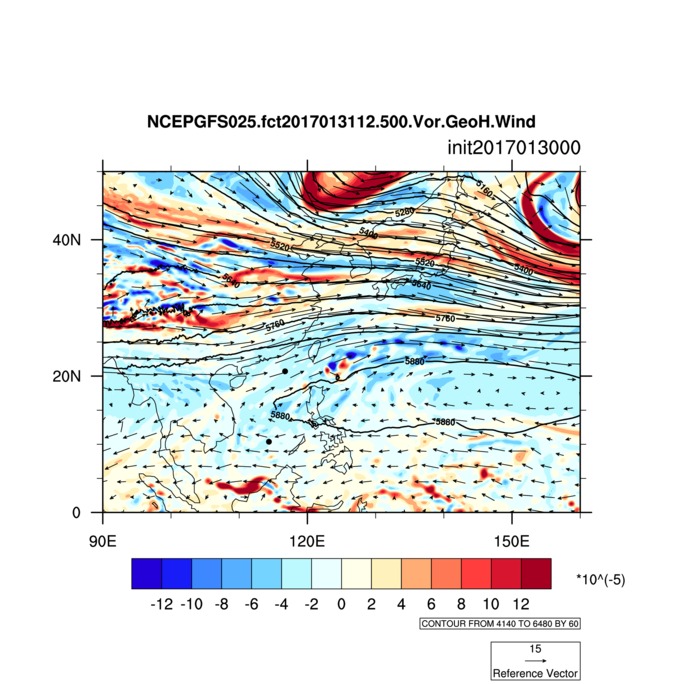 NCEPGFS025.fct2017013112.500.Vor.GeoH.Wind
init2017013000
5160
5280
5400
40N
5520
5520
5400
5640
5640
5760
5760
5880
20N
5880
5880
0
90E 120E 150E
-12 -10 -8 -6 -4 -2 0 2 4 6 8 10 12
*10^(-5)
CONTOUR FROM 4140 TO 6480 BY 60
15
Reference Vector